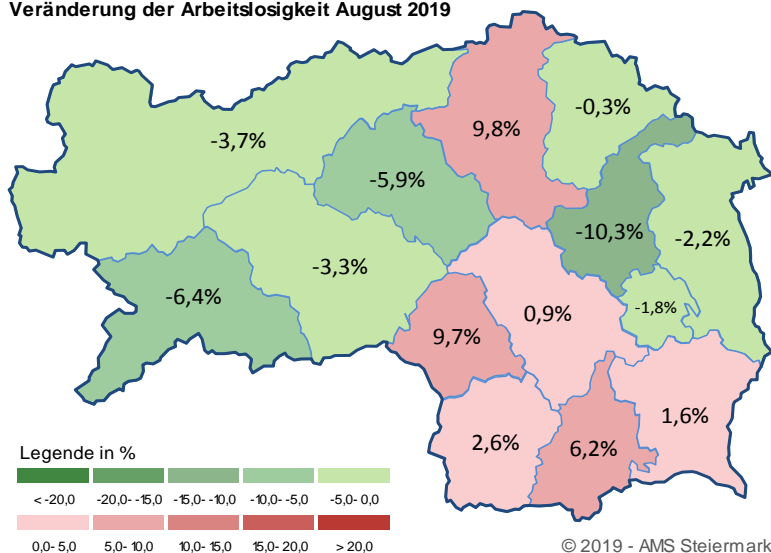 Veränderung der Arbeitslosigkeit August 2019
-0,3%
9,8%
-3,7%
-5,9%
-10,3%
-2,2%
-3,3%
-6,4%
-1,8%
0,9%
9,7%
1,6%
2,6%
6,2%
Legende in %
< -20,0 -20,0- -15,0 -15,0- -10,0 -10,0- -5,0 -5,0- 0,0
0,0- 5,0 5,0- 10,0 10,0- 15,0 15,0- 20,0 > 20,0
© 2019 - AMS Steiermark